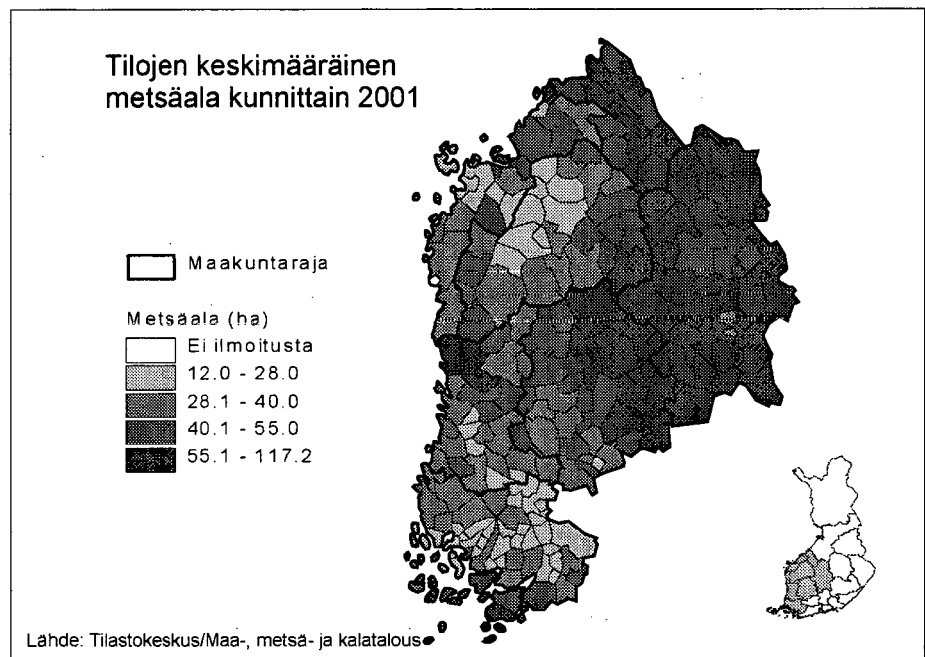 Tilojen keskimääräinen
metsäala kunnittain 2001
Maakuntaraja
Metsäala (ha)
Ei ilmoitusta
12.0 - 28.0
28.1 - 40.0
40.1 - 55.0
55.1 - 117.2
Lähde: Tilastokeskus/Maa-, metsä- ja kalatalous